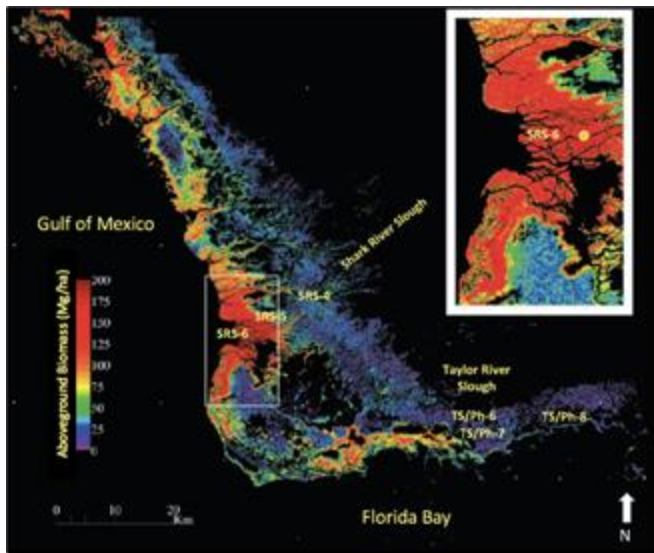 SRS-6
Gulf of Mexico
Shark River Slough
Aboveground Biomass (Mg/ha)
200
175
150
125
100
75
50
25
0
SRS-4
SRS-5
SRS-6
Taylor River
Slough
TS/Ph-6
TS/Ph-7
TS/Ph-8
0 10 20
Km
Florida Bay
N